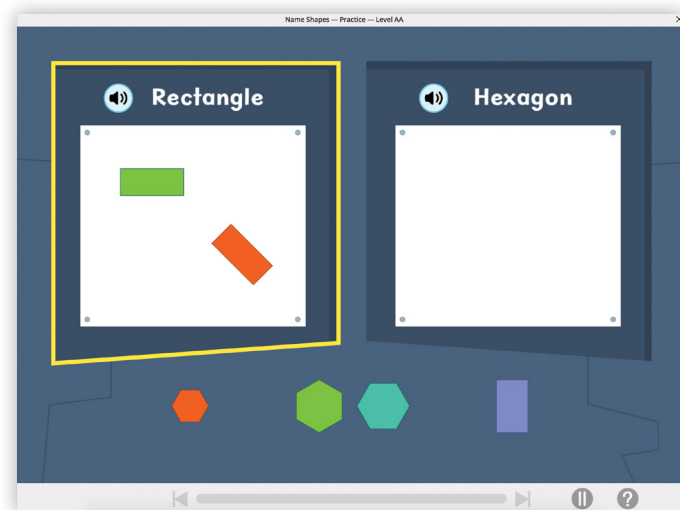 Name Shapes — Practice — Level AA
Rectangle
Hexagon
?